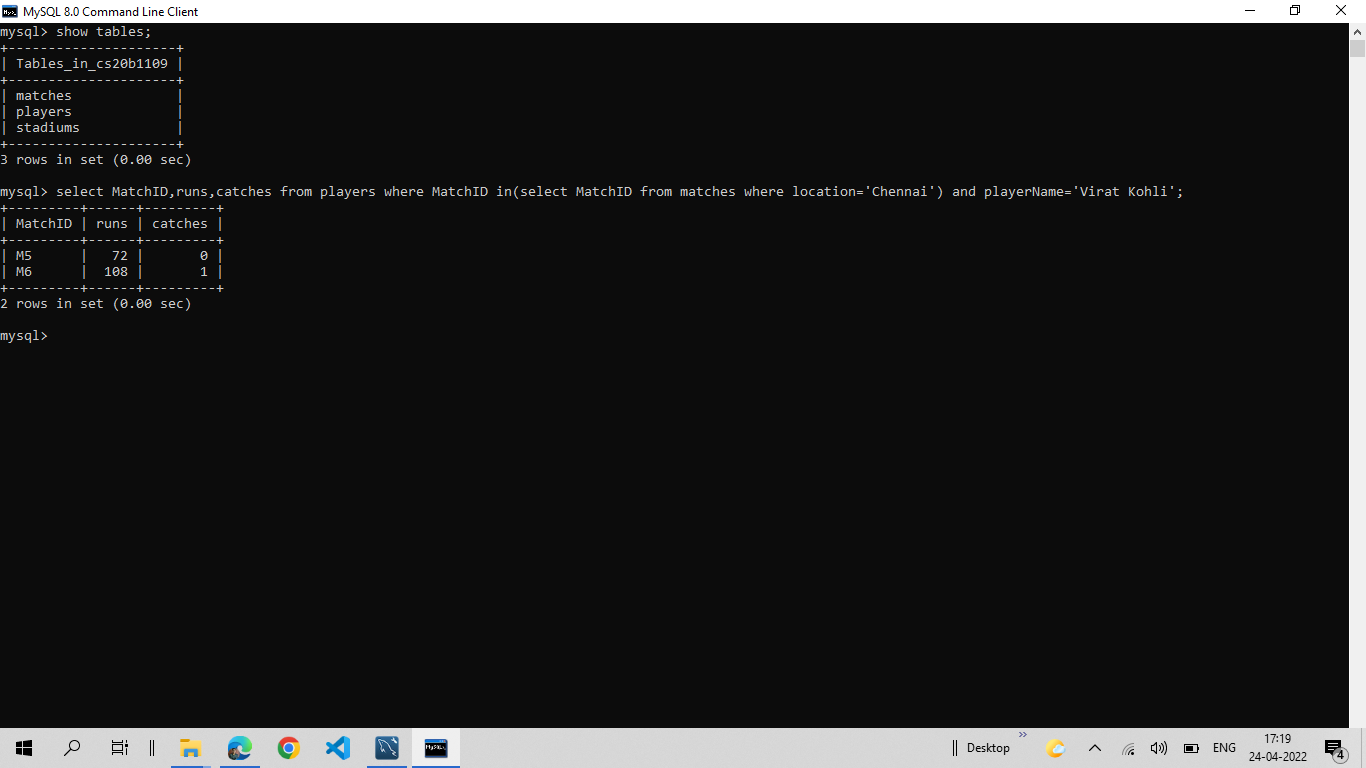 MySQL 8.0 Command Line Client
mysql> show tables;
+---------------------+
| Tables_in_cs20b1109 |
+---------------------+
| matches             |
| players             |
| stadiums            |
+---------------------+
3 rows in set (0.00 sec)
mysql> select MatchID,runs,catches from players where MatchID in(select MatchID from matches where location='Chennai') and playerName='Virat Kohli';
+---------+------+---------+
| MatchID | runs | catches |
+---------+------+---------+
| M5      |   72 |       0 |
| M6      |  108 |       1 |
+---------+------+---------+
2 rows in set (0.00 sec)
mysql>
Desktop
ENG
17:19
24-04-2022
4